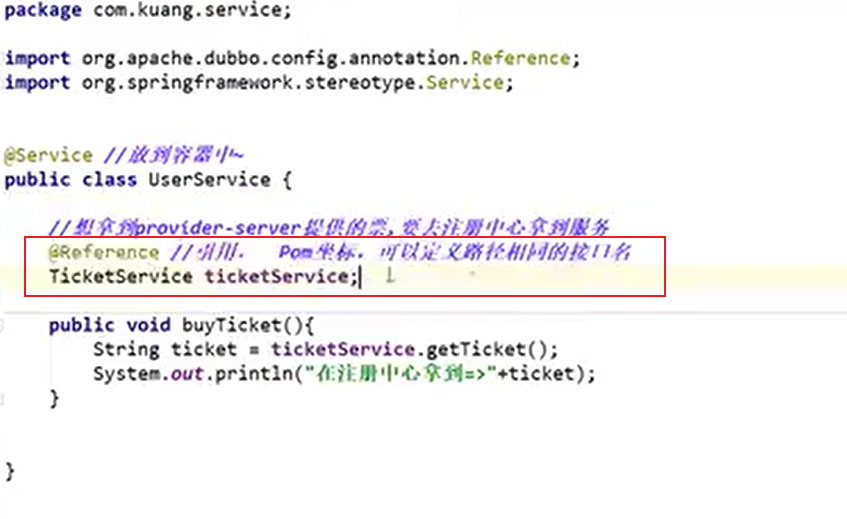 package com.kuang.service;
import org.apache.dubbo.config.annotation.Reference;
import org.springframework.stereotype.Service;
@Service //放到容器中~
public class UserService {
//想拿到provider-server提供的票,要去注册中心拿到服务
@Reference //引用， Pom坐标，可以定义路径相同的接口名
TicketService ticketService;
public void buyTicket(){
String ticket = ticketService.getTicket();
System.out.println("在注册中心拿到=>"+ticket);
}
}